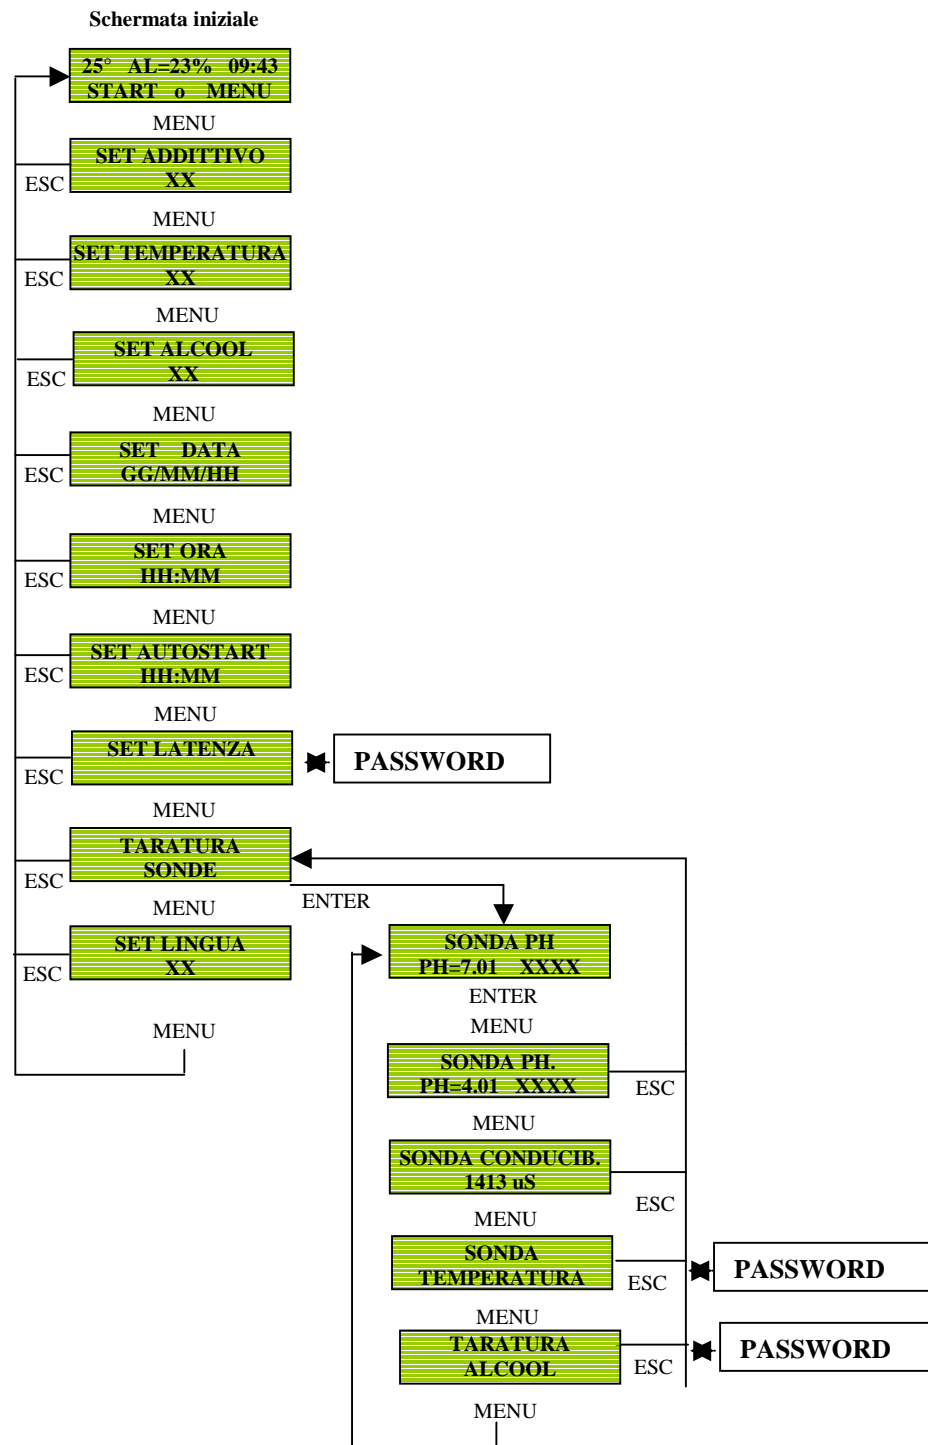 Schermata iniziale
25° AL=23% 09:43
START o MENU
MENU
SET ADDITTIVO
XX
ESC
MENU
SET TEMPERATURA
XX
ESC
MENU
SET ALCOOL
XX
ESC
MENU
SET DATA
GG/MM/HH
ESC
MENU
SET ORA
HH:MM
ESC
MENU
SET AUTOSTART
HH:MM
ESC
MENU
SET LATENZA
PASSWORD
ESC
MENU
TARATURA
SONDE
ESC
ENTER
MENU
SET LINGUA
XX
ESC
MENU
SONDA PH
PH=7.01 XXXX
ENTER
MENU
SONDA PH.
PH=4.01 XXXX
ESC
MENU
SONDA CONDUCIB.
1413 uS
ESC
MENU
SONDA
TEMPERATURA
ESC
PASSWORD
MENU
TARATURA
ALCOOL
ESC
PASSWORD
MENU